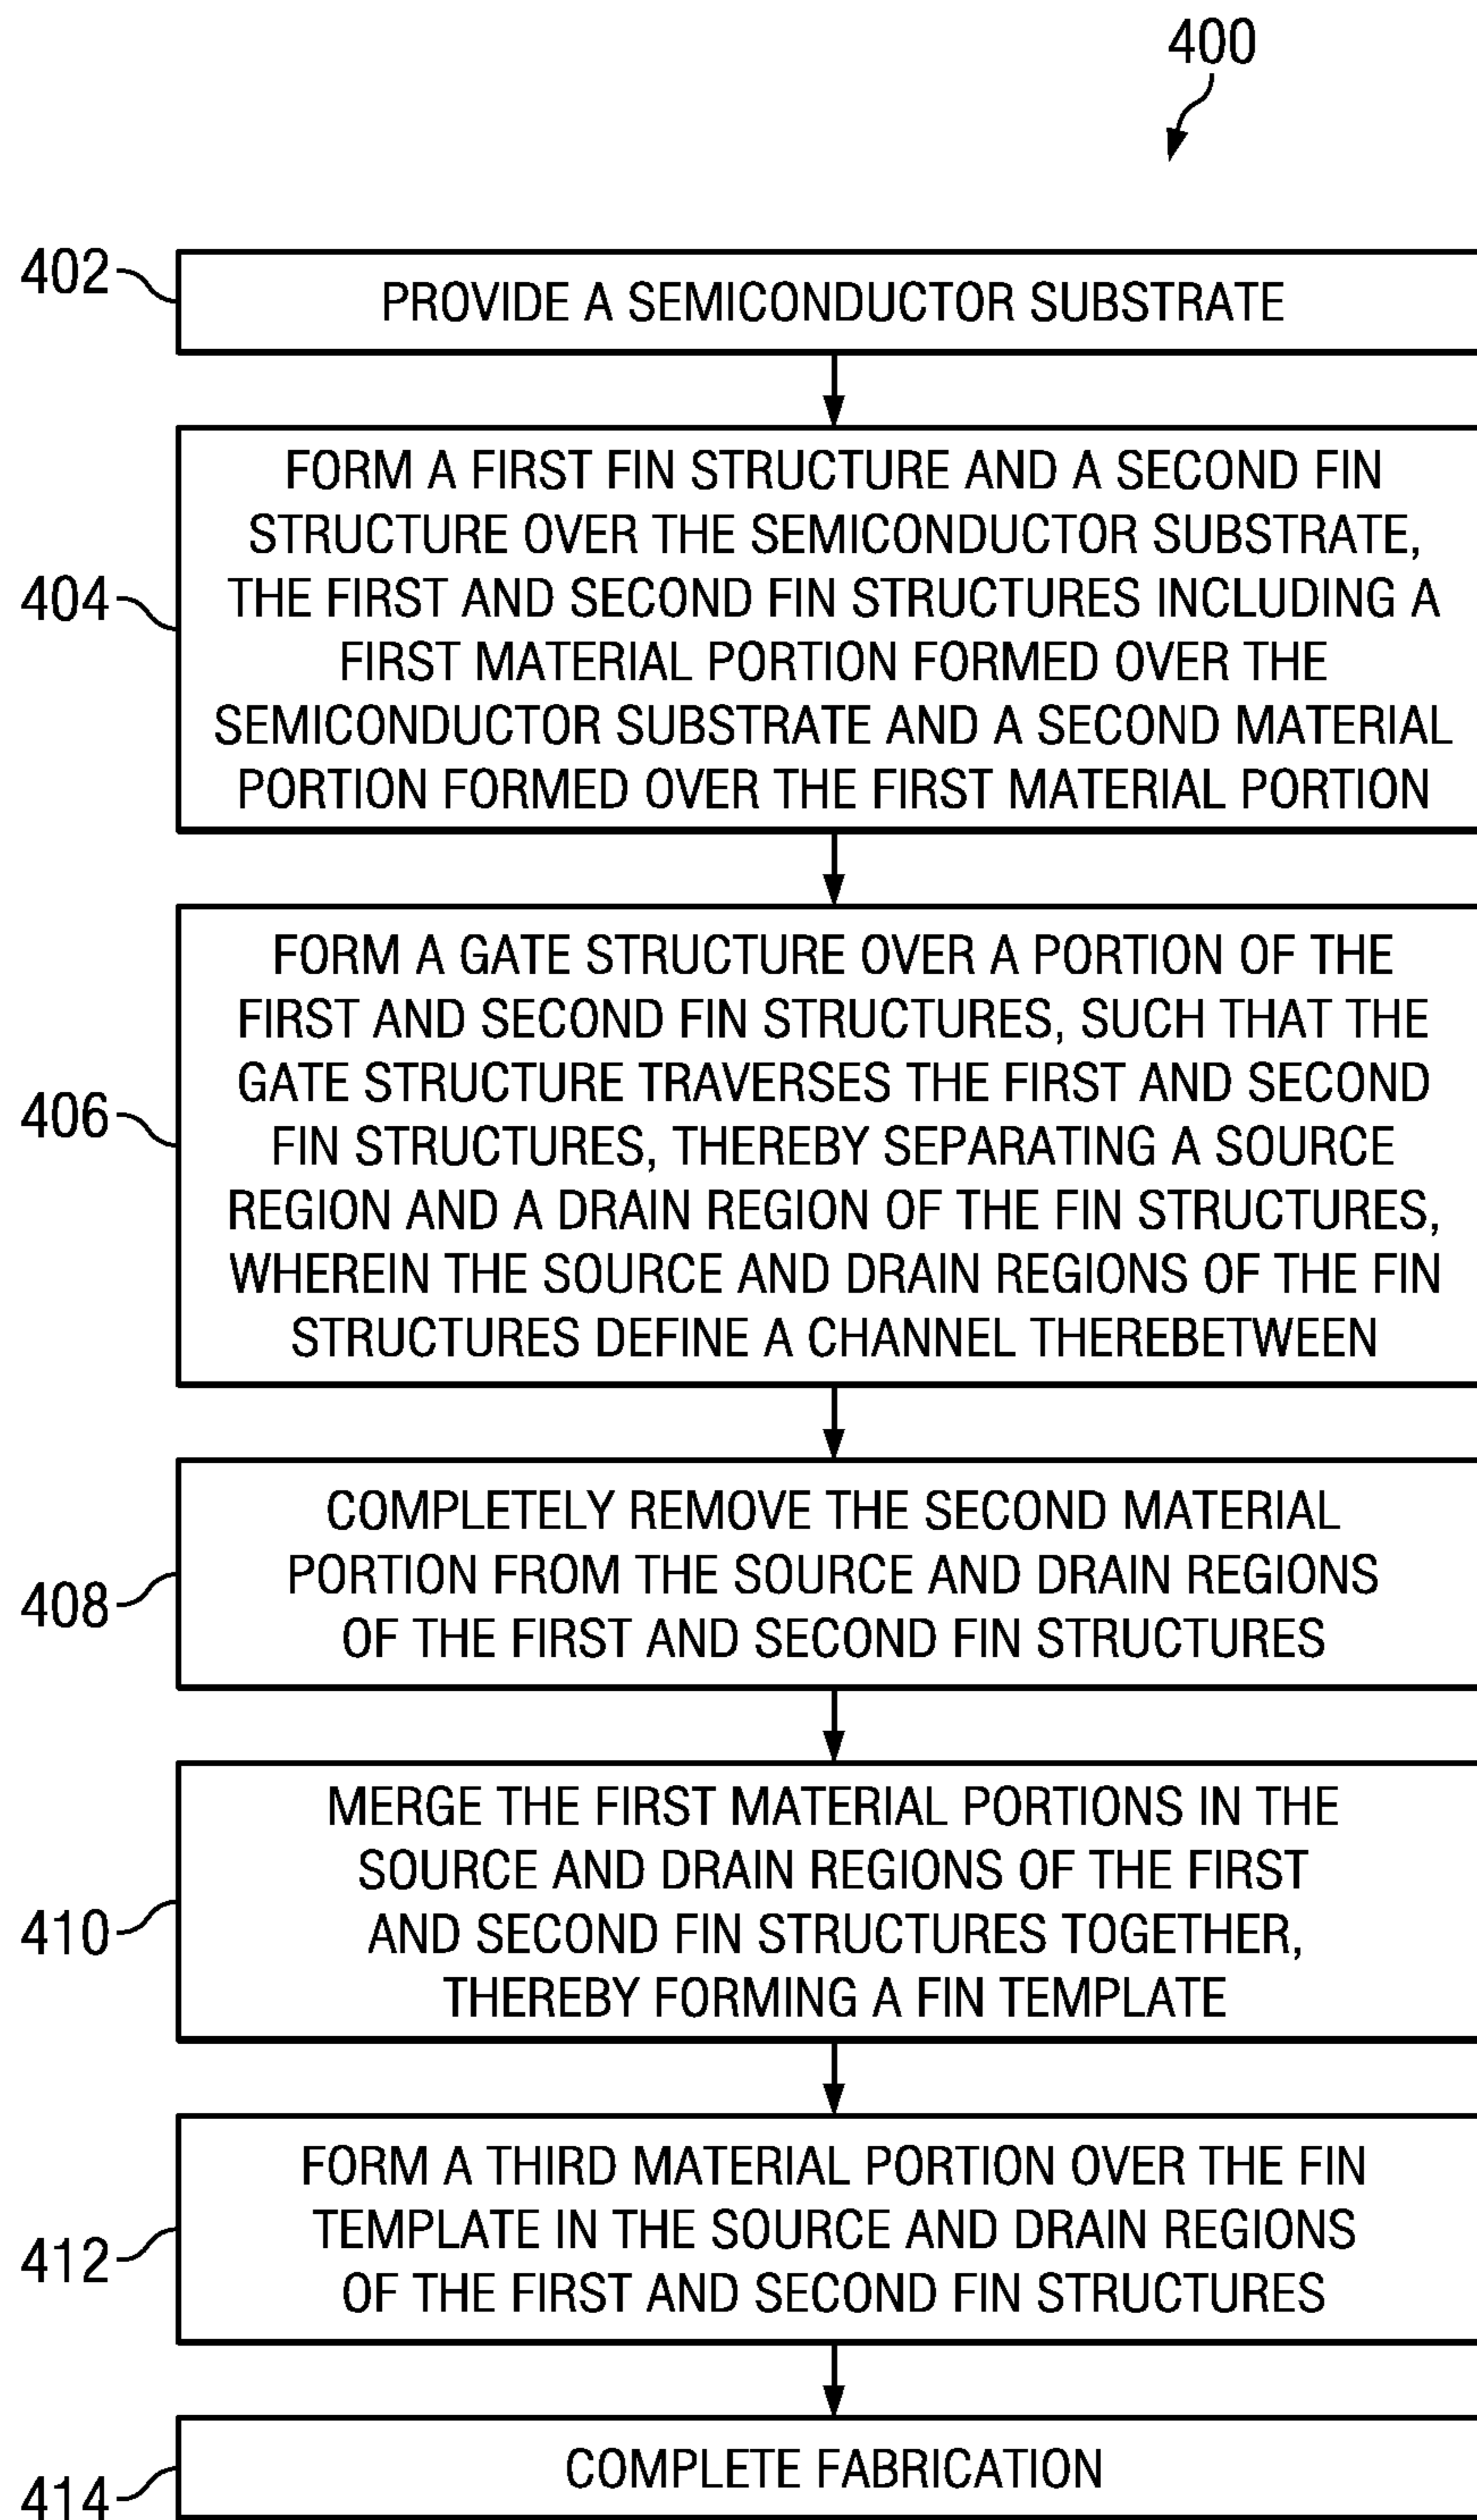 400
402
PROVIDE A SEMICONDUCTOR SUBSTRATE
404
FORM A FIRST FIN STRUCTURE AND A SECOND FIN
STRUCTURE OVER THE SEMICONDUCTOR SUBSTRATE,
THE FIRST AND SECOND FIN STRUCTURES INCLUDING A
FIRST MATERIAL PORTION FORMED OVER THE
SEMICONDUCTOR SUBSTRATE AND A SECOND MATERIAL
PORTION FORMED OVER THE FIRST MATERIAL PORTION
406
FORM A GATE STRUCTURE OVER A PORTION OF THE
FIRST AND SECOND FIN STRUCTURES, SUCH THAT THE
GATE STRUCTURE TRAVERSES THE FIRST AND SECOND
FIN STRUCTURES, THEREBY SEPARATING A SOURCE
REGION AND A DRAIN REGION OF THE FIN STRUCTURES,
WHEREIN THE SOURCE AND DRAIN REGIONS OF THE FIN
STRUCTURES DEFINE A CHANNEL THEREBETWEEN
408
COMPLETELY REMOVE THE SECOND MATERIAL
PORTION FROM THE SOURCE AND DRAIN REGIONS
OF THE FIRST AND SECOND FIN STRUCTURES
410
MERGE THE FIRST MATERIAL PORTIONS IN THE
SOURCE AND DRAIN REGIONS OF THE FIRST
AND SECOND FIN STRUCTURES TOGETHER,
THEREBY FORMING A FIN TEMPLATE
412
FORM A THIRD MATERIAL PORTION OVER THE FIN
TEMPLATE IN THE SOURCE AND DRAIN REGIONS
OF THE FIRST AND SECOND FIN STRUCTURES
414
COMPLETE FABRICATION